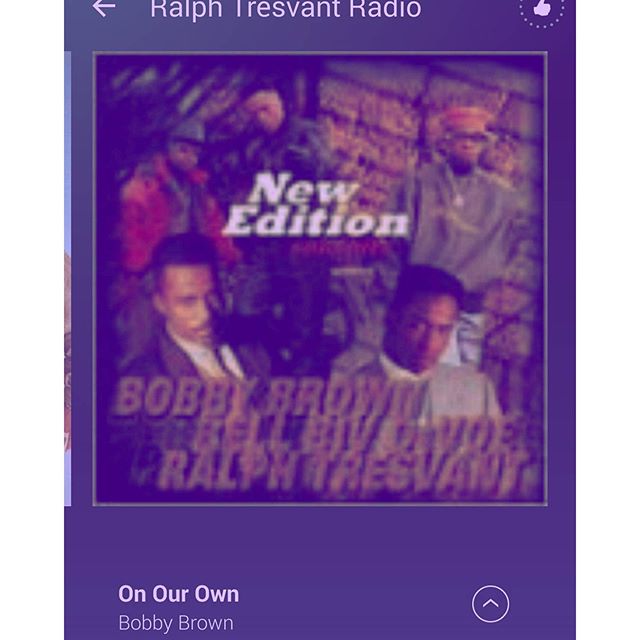 Ralph Tresvant Radio
New
Edition
BOBBY BROWN
BELL BIV DEVOE
RALPH TRESVANT
On Our Own
Bobby Brown